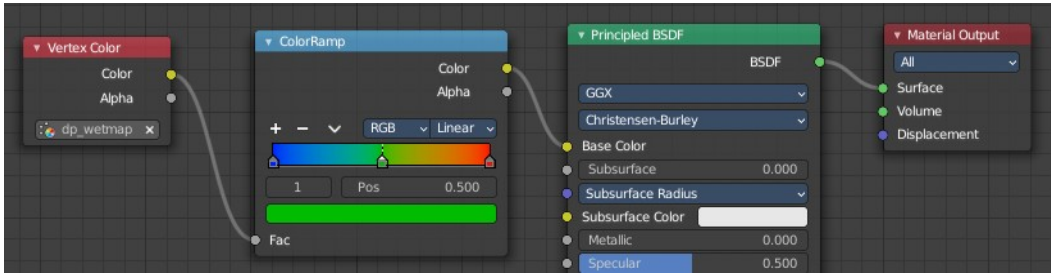 Vertex Color
Color
Alpha
dp_wetmap
ColorRamp
Color
Alpha
RGB Linear
1 Pos 0.500
Fac
Principled BSDF
BSDF
GGX
Christensen-Burley
Base Color
Subsurface 0.000
Subsurface Radius
Subsurface Color
Metallic 0.000
Specular 0.500
Material Output
All
Surface
Volume
Displacement